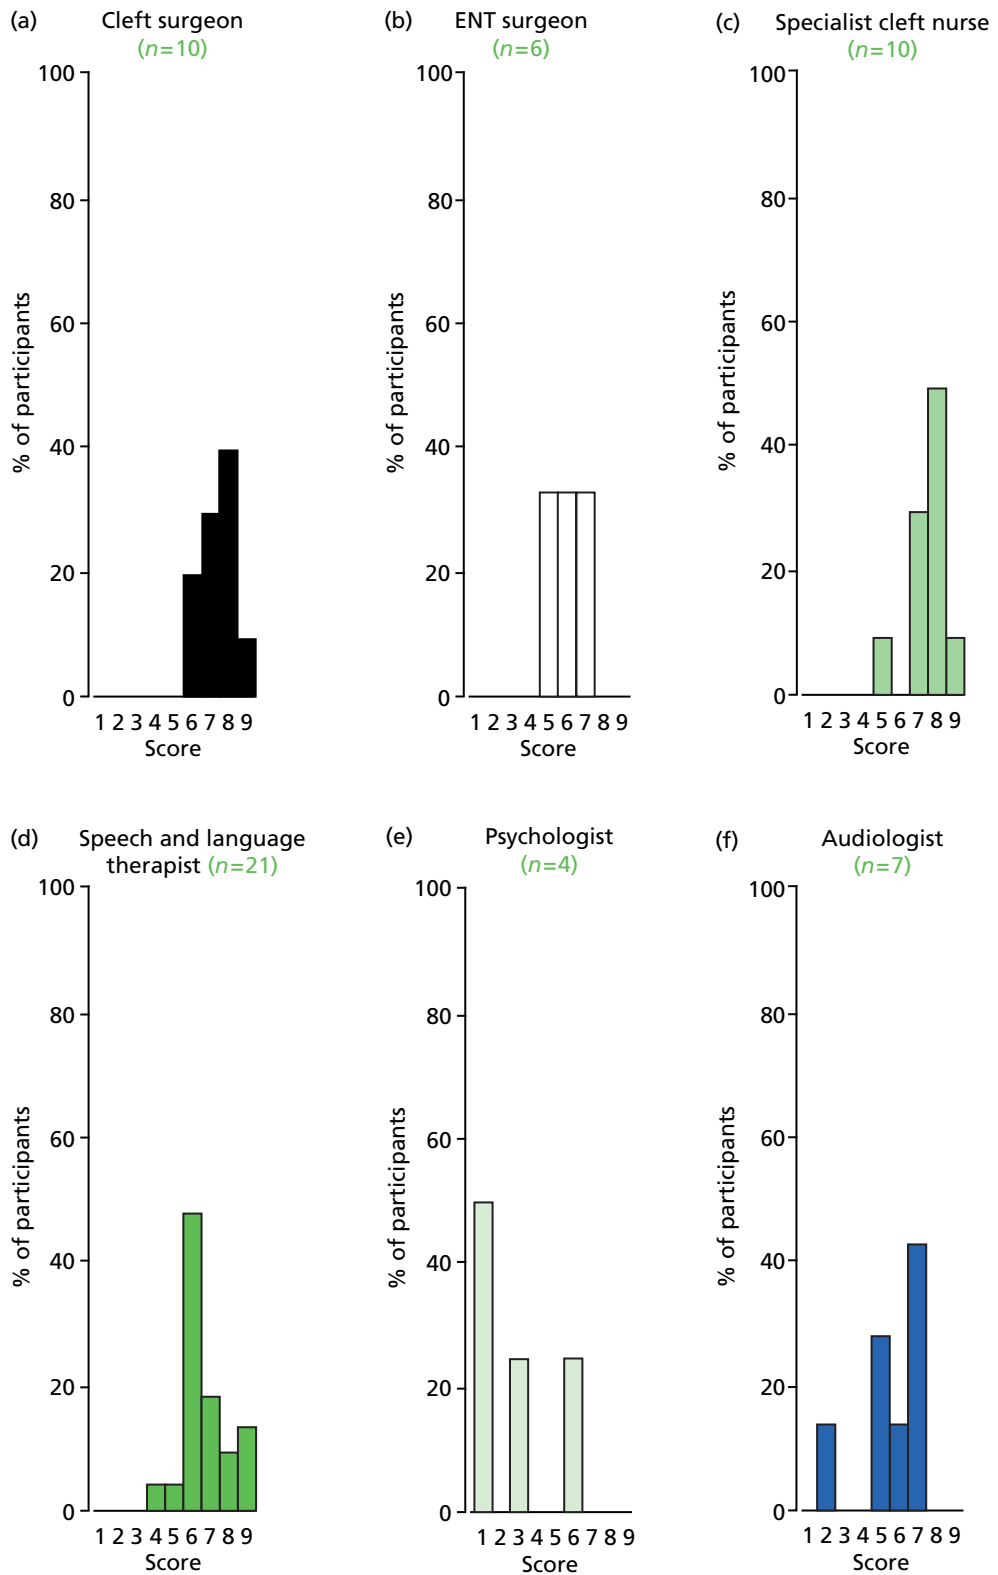 (a) Cleft surgeon
(n=10)
100
80
60
40
20
0
% of participants
1 2 3 4 5 6 7 8 9
Score
(b) ENT surgeon
(n=6)
100
80
60
40
20
0
% of participants
1 2 3 4 5 6 7 8 9
Score
(c) Specialist cleft nurse
(n=10)
100
80
60
40
20
0
% of participants
1 2 3 4 5 6 7 8 9
Score
(d) Speech and language
therapist (n=21)
100
80
60
40
20
0
% of participants
1 2 3 4 5 6 7 8 9
Score
(e) Psychologist
(n=4)
100
80
60
40
20
0
% of participants
1 2 3 4 5 6 7 8 9
Score
(f) Audiologist
(n=7)
100
80
60
40
20
0
% of participants
1 2 3 4 5 6 7 8 9
Score